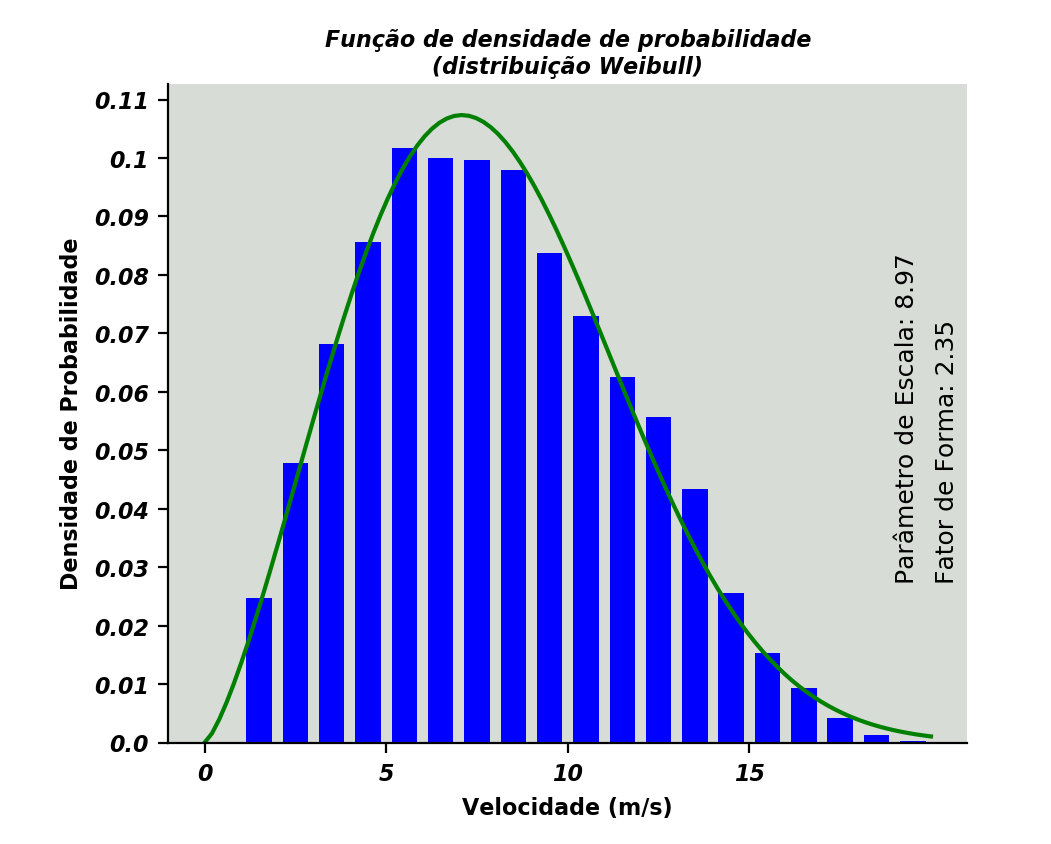 Função de densidade de probabilidade
(distribuição Weibull)
0.11
0.1
0.09
0.08
0.07
0.06
0.05
0.04
0.03
0.02
0.01
0.0
Densidade de Probabilidade
Parâmetro de Escala: 8.97
Fator de Forma: 2.35
0
5
10
15
Velocidade (m/s)